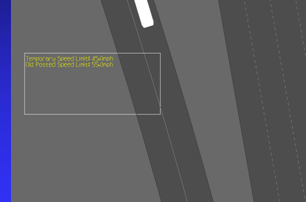 Temporary Speed Limit: 45mph
Old Posted Speed Limit: 55mph